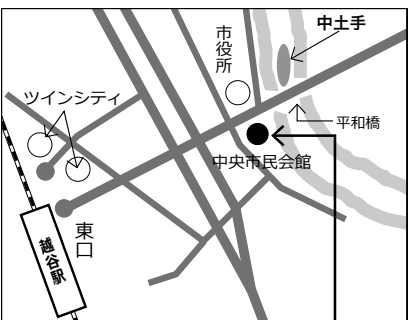 中土手
市役所
ツインシティ
平和橋
中央市民会館
東口
越谷駅